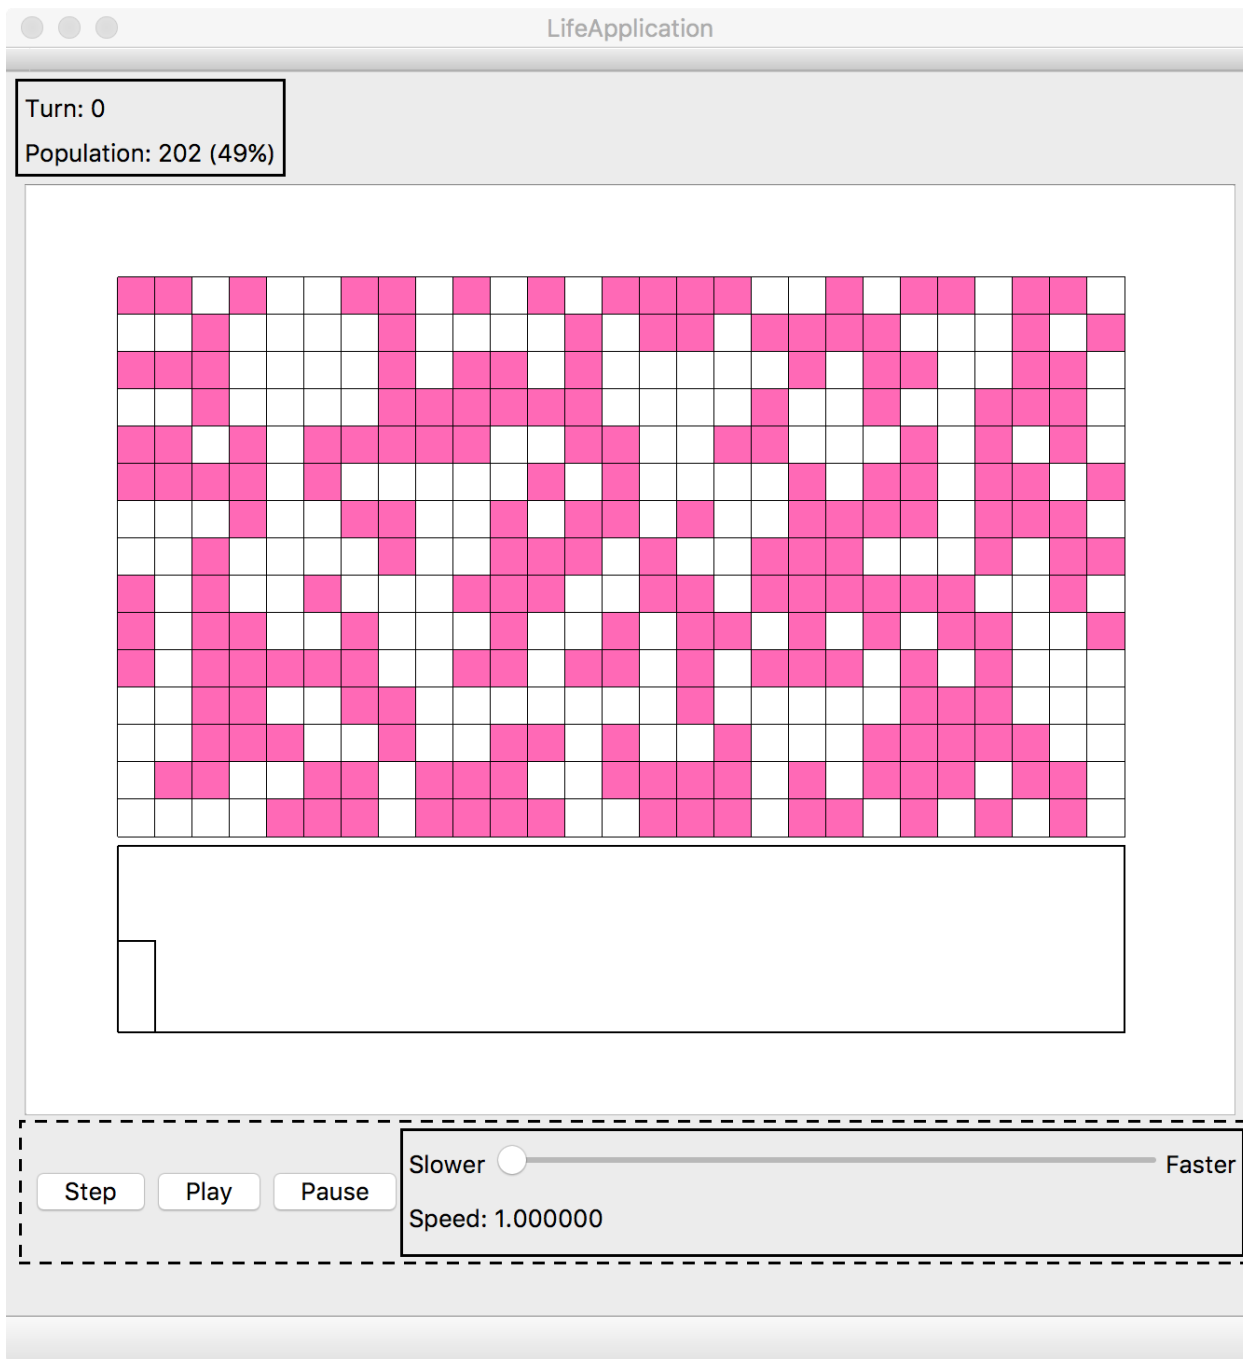 LifeApplication
Turn: 0
Population: 202 (49%)
Slower
Faster
Step
Play
Pause
Speed: 1.000000